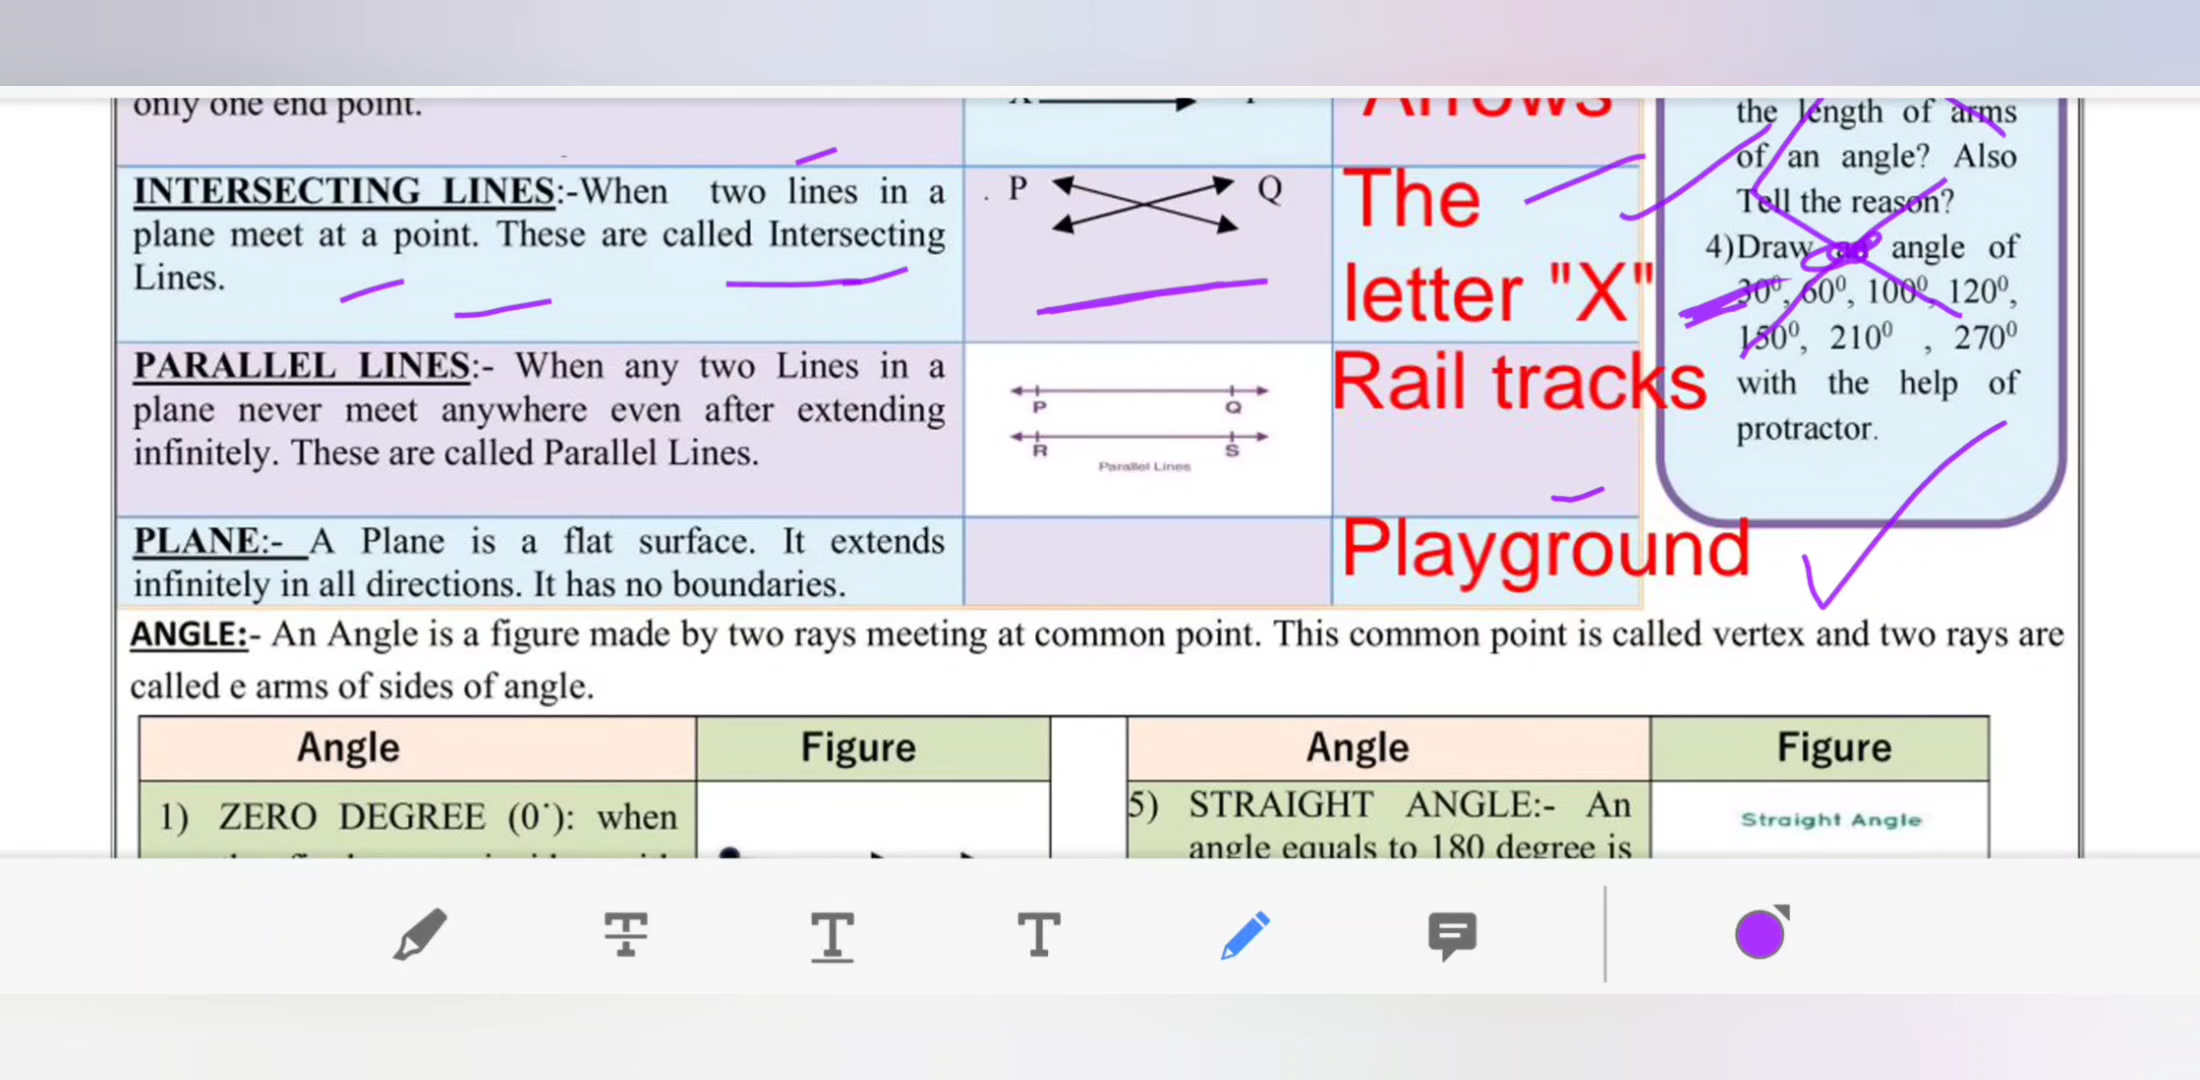 only one end point.
Arrows
INTERSECTING LINES:-When two lines in a
plane meet at a point. These are called Intersecting
Lines.
. P Q
The
letter "X"
PARALLEL LINES:- When any two Lines in a
plane never meet anywhere even after extending
infinitely. These are called Parallel Lines.
P Q
R S
Parallel Lines
Rail tracks
PLANE:- A Plane is a flat surface. It extends
infinitely in all directions. It has no boundaries.
Playground
the length of arms
of an angle? Also
Tell the reason?
4)Draw angle of
30⁰, 60⁰, 100⁰, 120⁰,
150⁰, 210⁰ , 270⁰
with the help of
protractor.
ANGLE:- An Angle is a figure made by two rays meeting at common point. This common point is called vertex and two rays are
called e arms of sides of angle.
Angle Figure
1) ZERO DEGREE (0˙): when
Angle Figure
5) STRAIGHT ANGLE:- An
angle equals to 180 degree is
Straight Angle